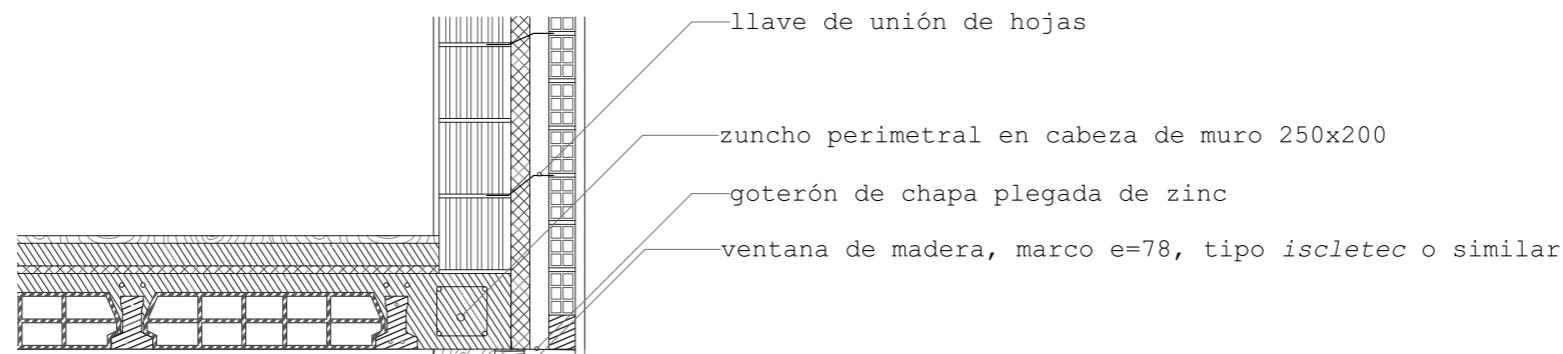 llave de unión de hojas
zuncho perimetral en cabeza de muro 250x200
goterón de chapa plegada de zinc
ventana de madera, marco e=78, tipo iscletec o similar